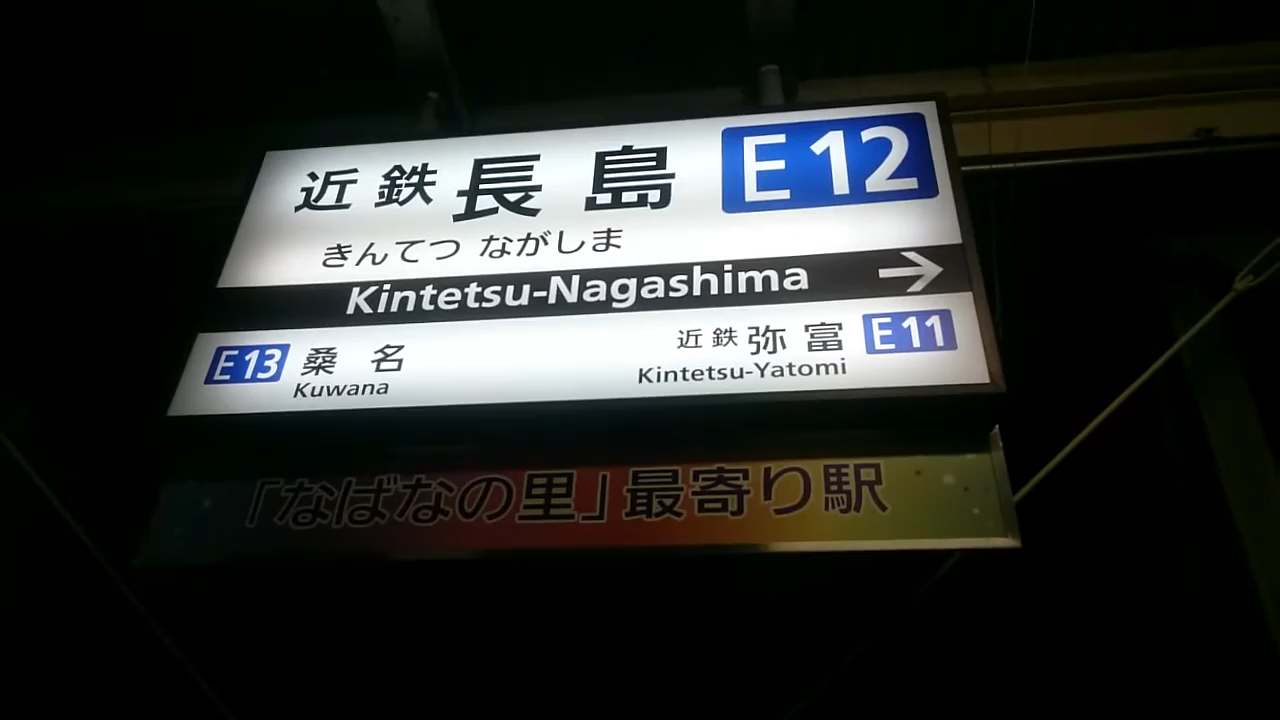 近鉄長島 E12
きんてつ ながしま
Kintetsu-Nagashima →
E13 桑名 近鉄弥富 E11
Kuwana Kintetsu-Yatomi
「なばなの里」最寄り駅